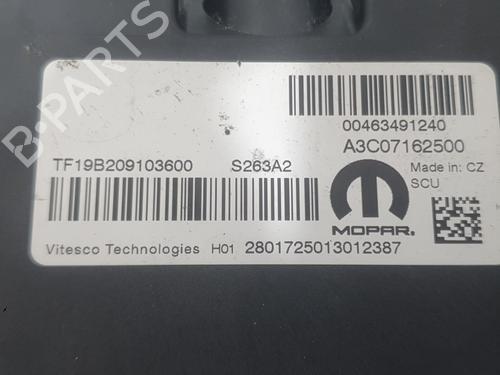 00463491240
A3C07162500
TF19B209103600 S263A2
Made in: CZ
SCU
MOPAR.
Vitesco Technologies H01 2801725013012387
B-PARTS